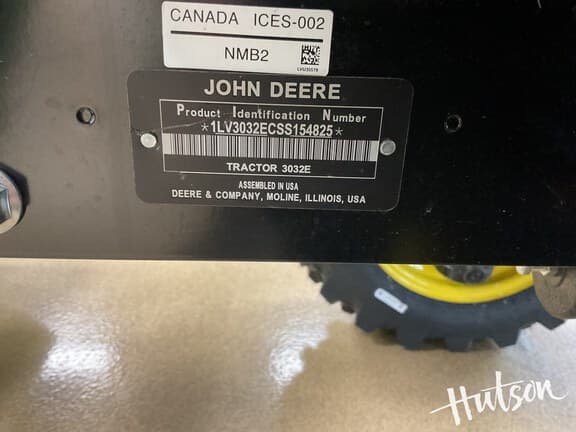 CANADA ICES-002
NMB2
LVU30579
JOHN DEERE
Product Identification Number
*1LV3032ECSS154825*
TRACTOR 3032E
ASSEMBLED IN USA
DEERE & COMPANY, MOLINE, ILLINOIS, USA
Hutson